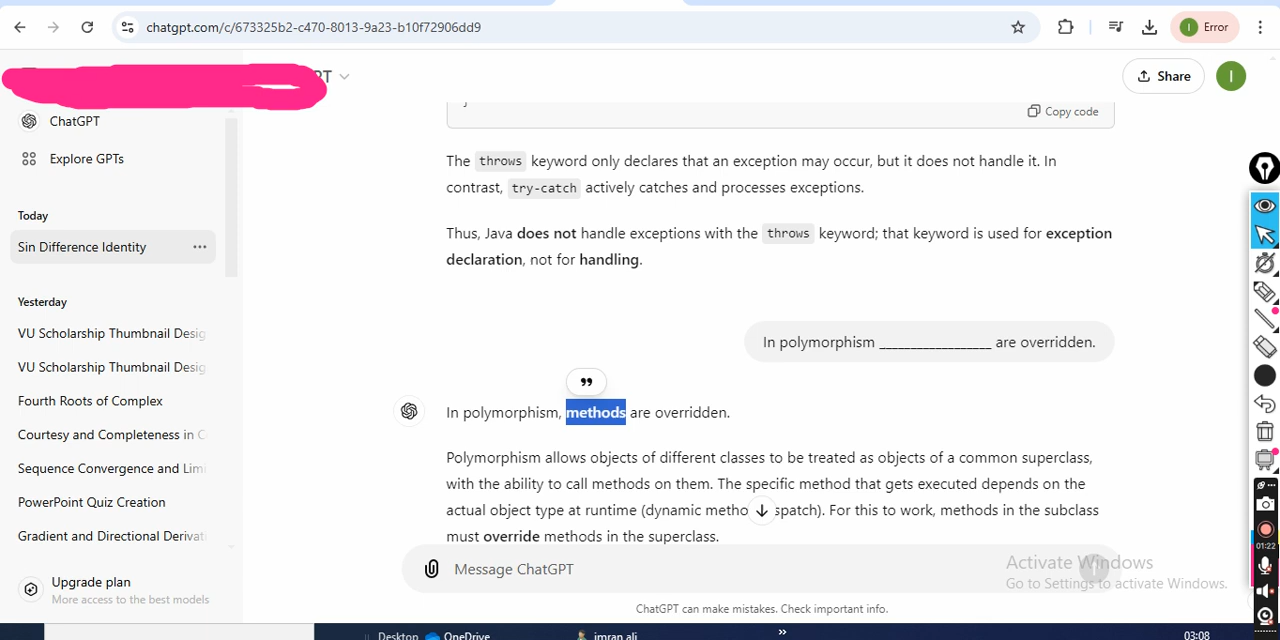 chatgpt.com/c/673325b2-c470-8013-9a23-b10f72906dd9
Error
PT
Share
I
ChatGPT
Explore GPTs
Today
Sin Difference Identity
Yesterday
VU Scholarship Thumbnail Desig
VU Scholarship Thumbnail Desig
Fourth Roots of Complex
Courtesy and Completeness in C
Sequence Convergence and Limi
PowerPoint Quiz Creation
Gradient and Directional Derivat
Upgrade plan
More access to the best models
}
Copy code
The throws keyword only declares that an exception may occur, but it does not handle it. In
contrast, try-catch actively catches and processes exceptions.
Thus, Java does not handle exceptions with the throws keyword; that keyword is used for exception
declaration, not for handling.
In polymorphism __________________ are overridden.
In polymorphism, methods are overridden.
Polymorphism allows objects of different classes to be treated as objects of a common superclass,
with the ability to call methods on them. The specific method that gets executed depends on the
actual object type at runtime (dynamic metho spatch). For this to work, methods in the subclass
must override methods in the superclass.
Message ChatGPT
Activate Windows
Go to Settings to activate Windows.
ChatGPT can make mistakes. Check important info.
01:22
Desktop
OneDrive
imran ali
03:08